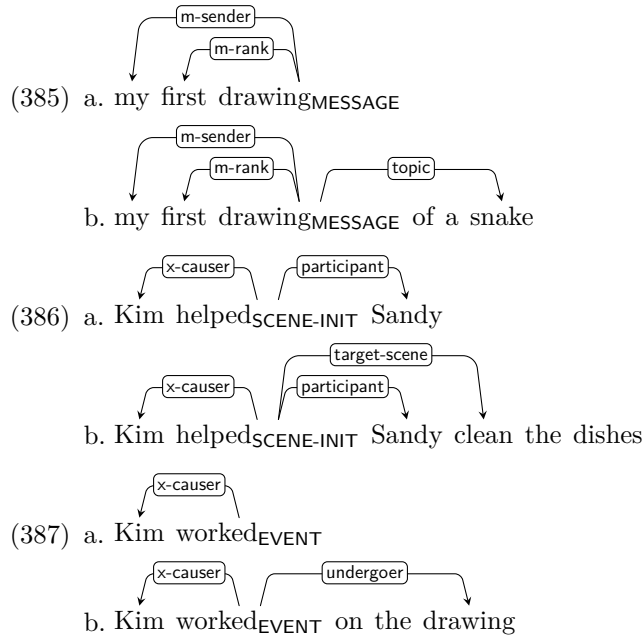 m-sender
m-rank
(385) a. my first drawingMESSAGE
m-sender
m-rank topic
b. my first drawingMESSAGE of a snake
x-causer participant
(386) a. Kim helpedSCENE-INIT Sandy
target-scene
x-causer participant
b. Kim helpedSCENE-INIT Sandy clean the dishes
x-causer
(387) a. Kim workedEVENT
x-causer undergoer
b. Kim workedEVENT on the drawing